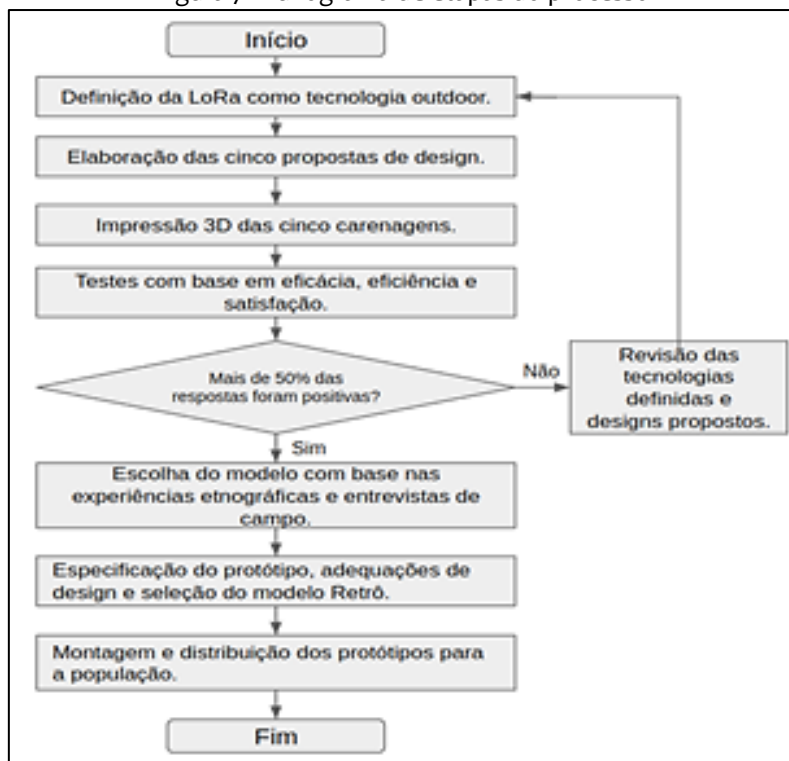 Início
Definição da LoRa como tecnologia outdoor.
Elaboração das cinco propostas de design.
Impressão 3D das cinco carenagens.
Testes com base em eficácia, eficiência e
satisfação.
Mais de 50% das
respostas foram positivas?
Não
Revisão das
tecnologias
definidas e
designs propostos.
Sim
Escolha do modelo com base nas
experiências etnográficas e entrevistas de
campo.
Especificação do protótipo, adequações de
design e seleção do modelo Retrô.
Montagem e distribuição dos protótipos para
a população.
Fim